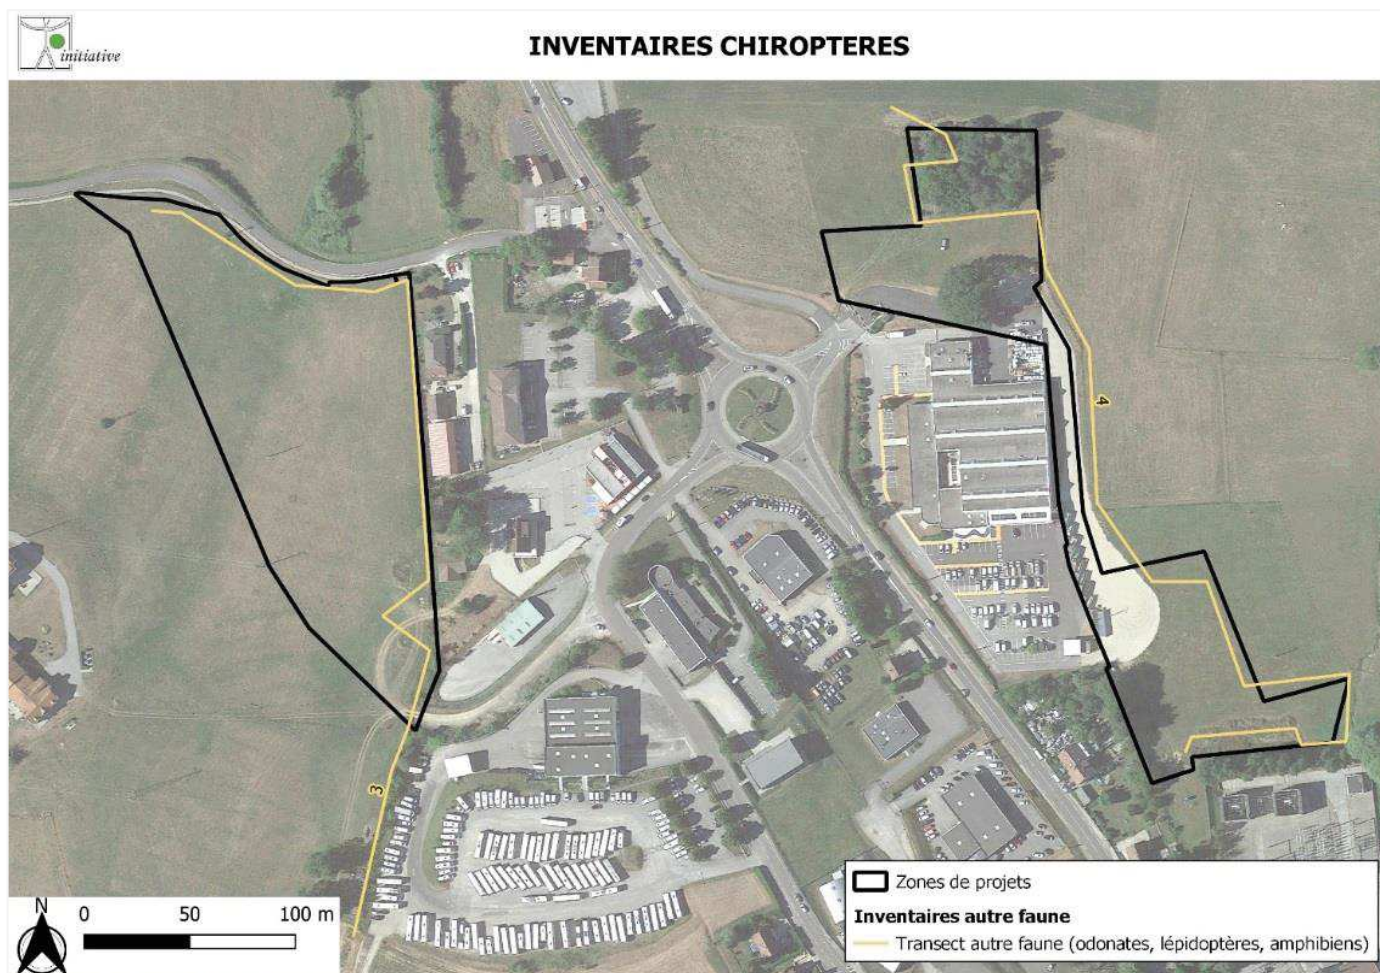 initiative
INVENTAIRES CHIROPTERES
4
3
N
0 50 100 m
Zones de projets
Inventaires autre faune
Transect autre faune (odonates, lépidoptères, amphibiens)